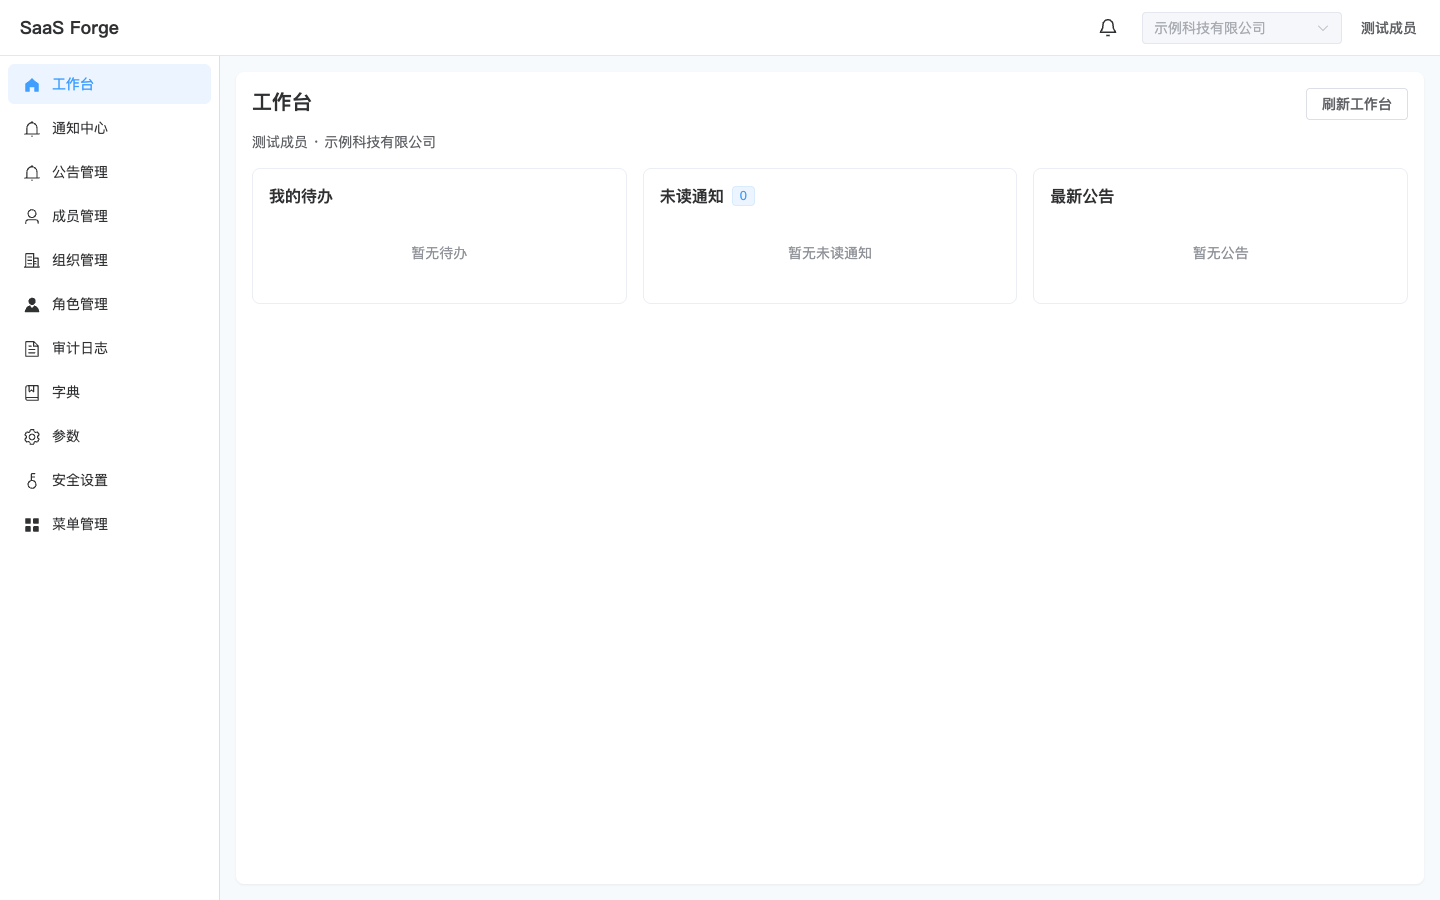 SaaS Forge
示例科技有限公司
测试成员
工作台
通知中心
公告管理
成员管理
组织管理
角色管理
审计日志
字典
参数
安全设置
菜单管理
工作台
刷新工作台
测试成员 · 示例科技有限公司
我的待办
暂无待办
未读通知 0
暂无未读通知
最新公告
暂无公告